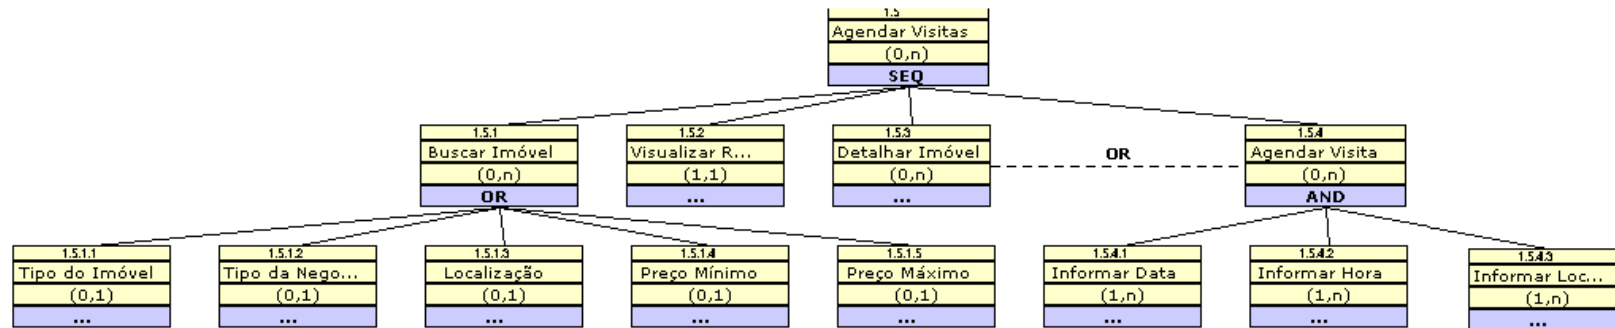 1.5
Agendar Visitas
(0,n)
SEQ
1.5.1
Buscar Imóvel
(0,n)
OR
1.5.2
Visualizar R...
(1,1)
...
1.5.3
Detalhar Imóvel
(0,n)
...
OR
1.5.4
Agendar Visita
(0,n)
AND
1.5.1.1
Tipo do Imóvel
(0,1)
...
1.5.1.2
Tipo da Nego...
(0,1)
...
1.5.1.3
Localização
(0,1)
...
1.5.1.4
Preço Mínimo
(0,1)
...
1.5.1.5
Preço Máximo
(0,1)
...
1.5.4.1
Informar Data
(1,n)
...
1.5.4.2
Informar Hora
(1,n)
...
1.5.4.3
Informar Loc...
(1,n)
...